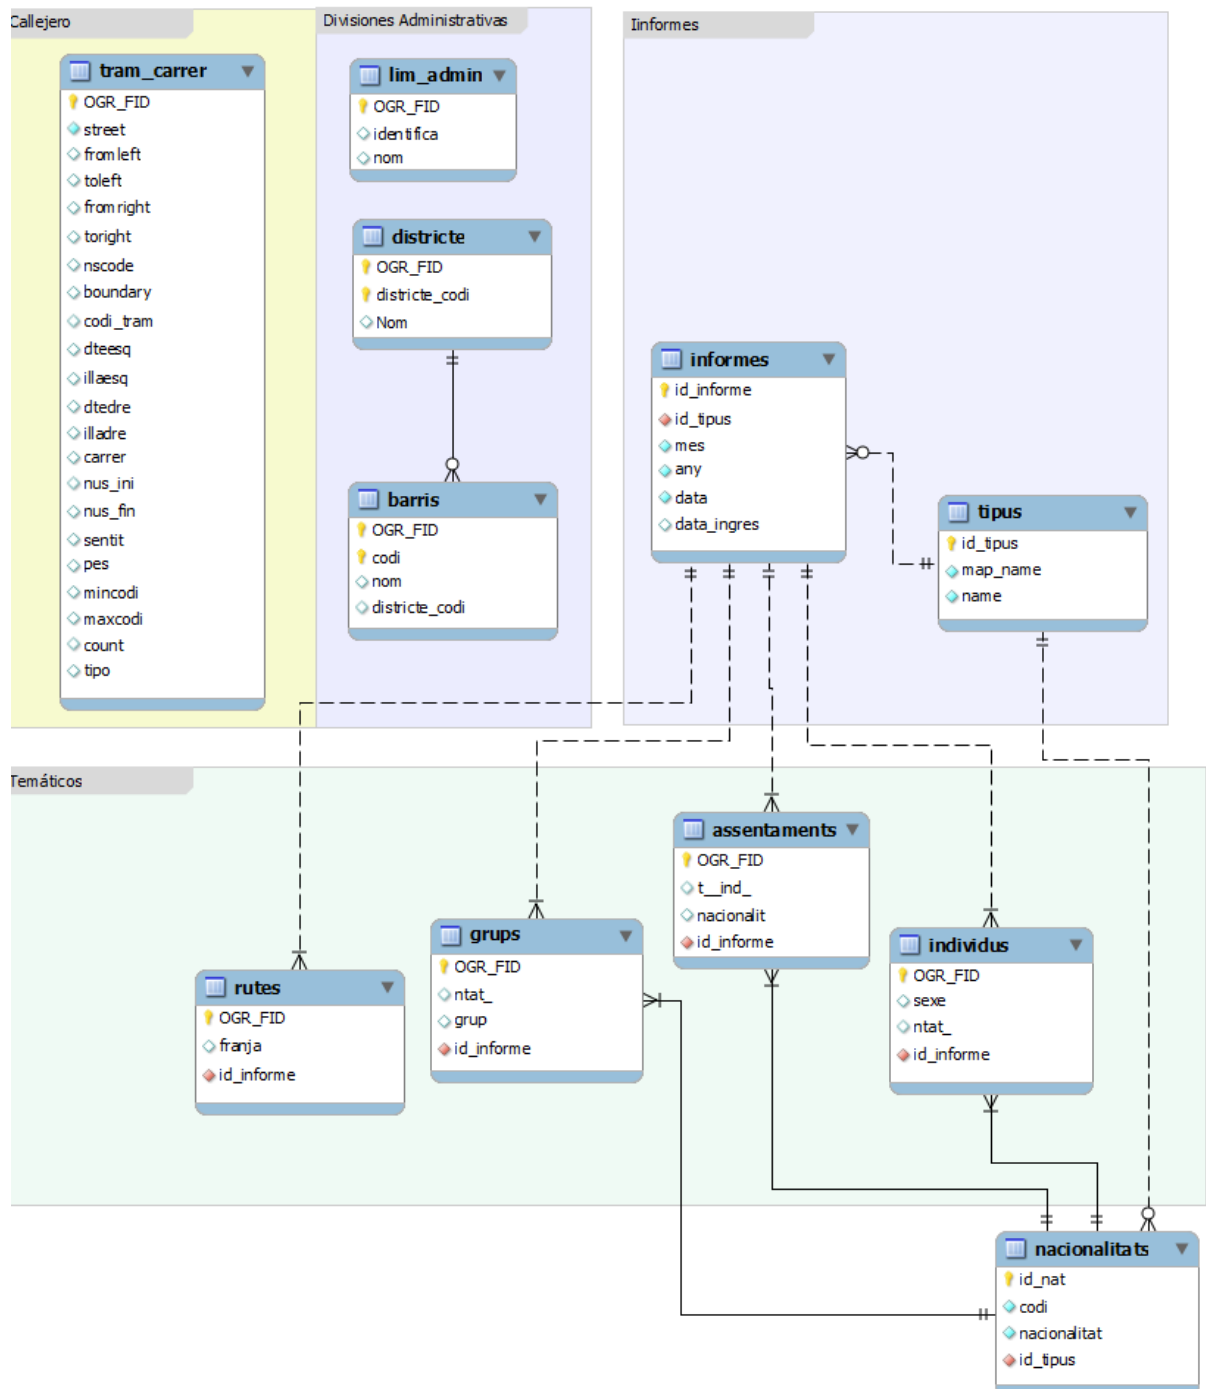 Callejero
tram_carrer
OGR_FID
street
fromleft
toleft
fromright
toright
nscode
boundary
codi_tram
dteesq
illaesq
dtedre
illadre
carrer
nus_ini
nus_fin
sentit
pes
mincodi
maxcodi
count
tipo
Divisiones Administrativas
lim_admin
OGR_FID
identifica
nom
districte
OGR_FID
districte_codi
Nom
barris
OGR_FID
codi
nom
districte_codi
Iinformes
informes
id_informe
id_tipus
mes
any
data
data_ingres
tipus
id_tipus
map_name
name
Temáticos
rutes
OGR_FID
franja
id_informe
grups
OGR_FID
ntat_
grup
id_informe
assentaments
OGR_FID
t__ind_
nacionalit
id_informe
individus
OGR_FID
sexe
ntat_
id_informe
nacionalitats
id_nat
codi
nacionalitat
id_tipus